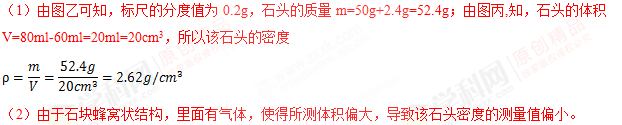 （1）由图乙可知，标尺的分度值为 0.2g，石头的质量 m=50g+2.4g=52.4g；由图丙,知，石头的体积
V=80ml-60ml=20ml=20cm³，所以该石头的密度
ρ = m/V = 52.4g/20cm³ = 2.62g/cm³
（2）由于石块蜂窝状结构，里面有气体，使得所测体积偏大，导致该石头密度的测量值偏小。